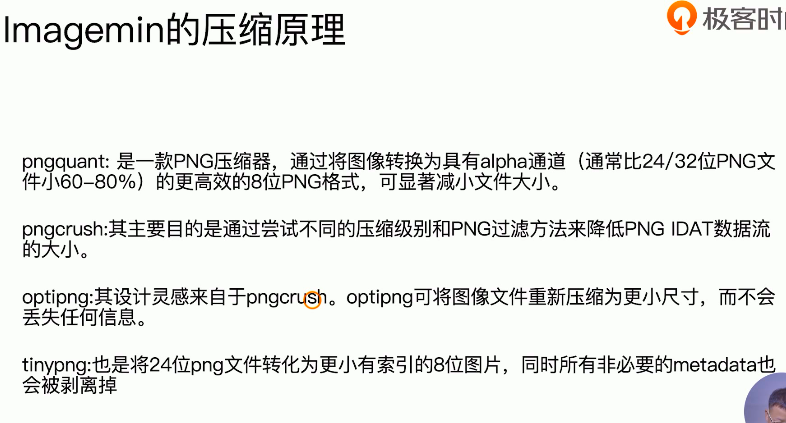 Imagemin的压缩原理
极客时
pngquant: 是一款PNG压缩器，通过将图像转换为具有alpha通道（通常比24/32位PNG文
件小60-80%）的更高效的8位PNG格式，可显著减小文件大小。
pngcrush:其主要目的是通过尝试不同的压缩级别和PNG过滤方法来降低PNG IDAT数据流
的大小。
optipng:其设计灵感来自于pngcrush。optipng可将图像文件重新压缩为更小尺寸，而不会
丢失任何信息。
tinypng:也是将24位png文件转化为更小有索引的8位图片，同时所有非必要的metadata也
会被剥离掉